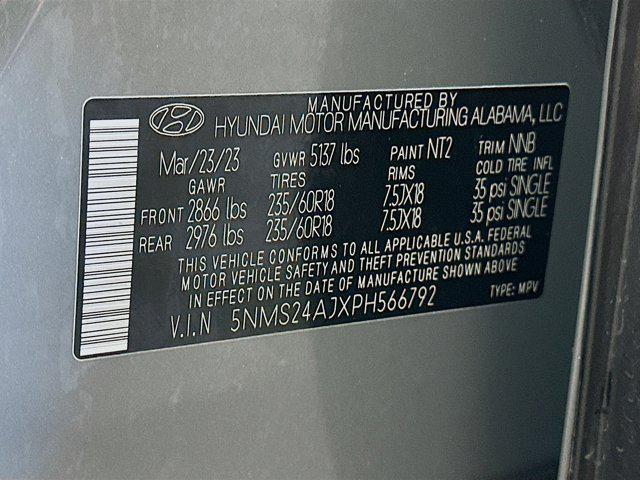 MANUFACTURED BY
HYUNDAI MOTOR MANUFACTURING ALABAMA, LLC
Mar/23/23 GVWR 5137 lbs PAINT NT2 TRIM NNB
GAWR TIRES RIMS COLD TIRE INFL
FRONT 2866 lbs 235/60R18 7.5JX18 35 psi SINGLE
REAR 2976 lbs 235/60R18 7.5JX18 35 psi SINGLE
THIS VEHICLE CONFORMS TO ALL APPLICABLE U.S.A. FEDERAL
MOTOR VEHICLE SAFETY AND THEFT PREVENTION STANDARDS
IN EFFECT ON THE DATE OF MANUFACTURE SHOWN ABOVE
V.I.N 5NMS24AJXPH566792 TYPE: MPV